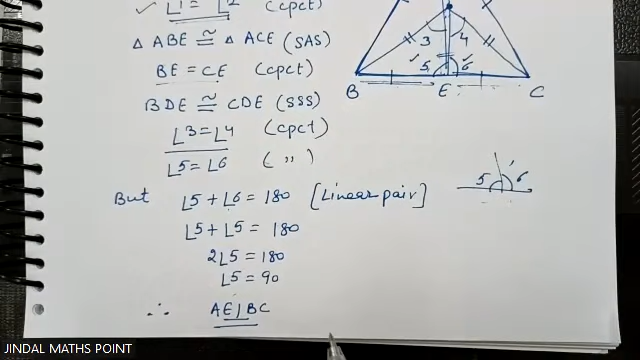 ✓ ∠1 = ∠2 (cpct)
△ ABE ≅ △ ACE (SAS)
BE = CE (cpct)
BDE ≅ CDE (SSS)
∠3 = ∠4 (cpct)
∠5 = ∠6 ( ,, )
But ∠5 + ∠6 = 180 [Linear pair]
∠5 + ∠5 = 180
2∠5 = 180
∠5 = 90
∴ AE ⊥ BC
3 4
5 6
B E C
5 6
JINDAL MATHS POINT